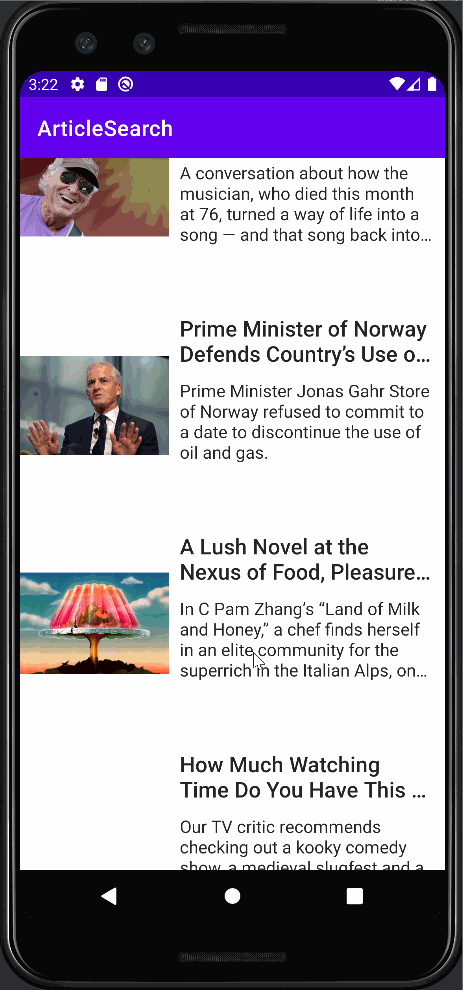 3:22
ArticleSearch
A conversation about how the
musician, who died this month
at 76, turned a way of life into a
song — and that song back into…
Prime Minister of Norway
Defends Country’s Use o…
Prime Minister Jonas Gahr Store
of Norway refused to commit to
a date to discontinue the use of
oil and gas.
A Lush Novel at the
Nexus of Food, Pleasure…
In C Pam Zhang’s “Land of Milk
and Honey,” a chef finds herself
in an elite community for the
superrich in the Italian Alps, on…
How Much Watching
Time Do You Have This …
Our TV critic recommends
checking out a kooky comedy
show, a medieval slugfest and a